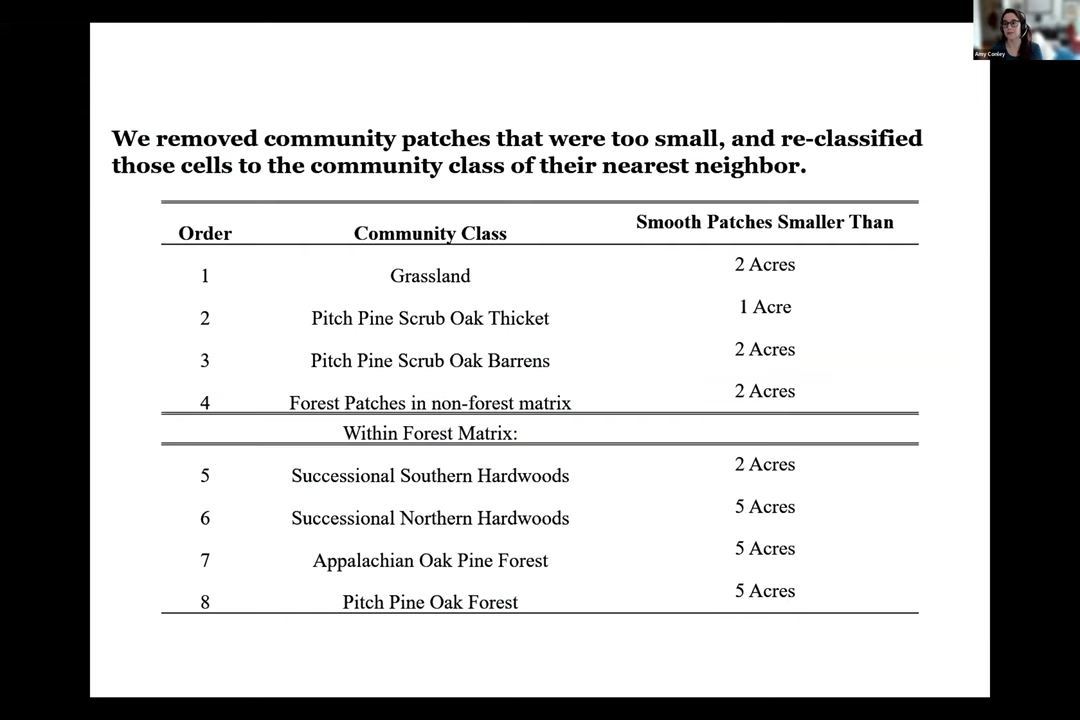 Amy Conley
We removed community patches that were too small, and re-classified
those cells to the community class of their nearest neighbor.
Order Community Class Smooth Patches Smaller Than
1 Grassland 2 Acres
2 Pitch Pine Scrub Oak Thicket 1 Acre
3 Pitch Pine Scrub Oak Barrens 2 Acres
4 Forest Patches in non-forest matrix 2 Acres
Within Forest Matrix:
5 Successional Southern Hardwoods 2 Acres
6 Successional Northern Hardwoods 5 Acres
7 Appalachian Oak Pine Forest 5 Acres
8 Pitch Pine Oak Forest 5 Acres